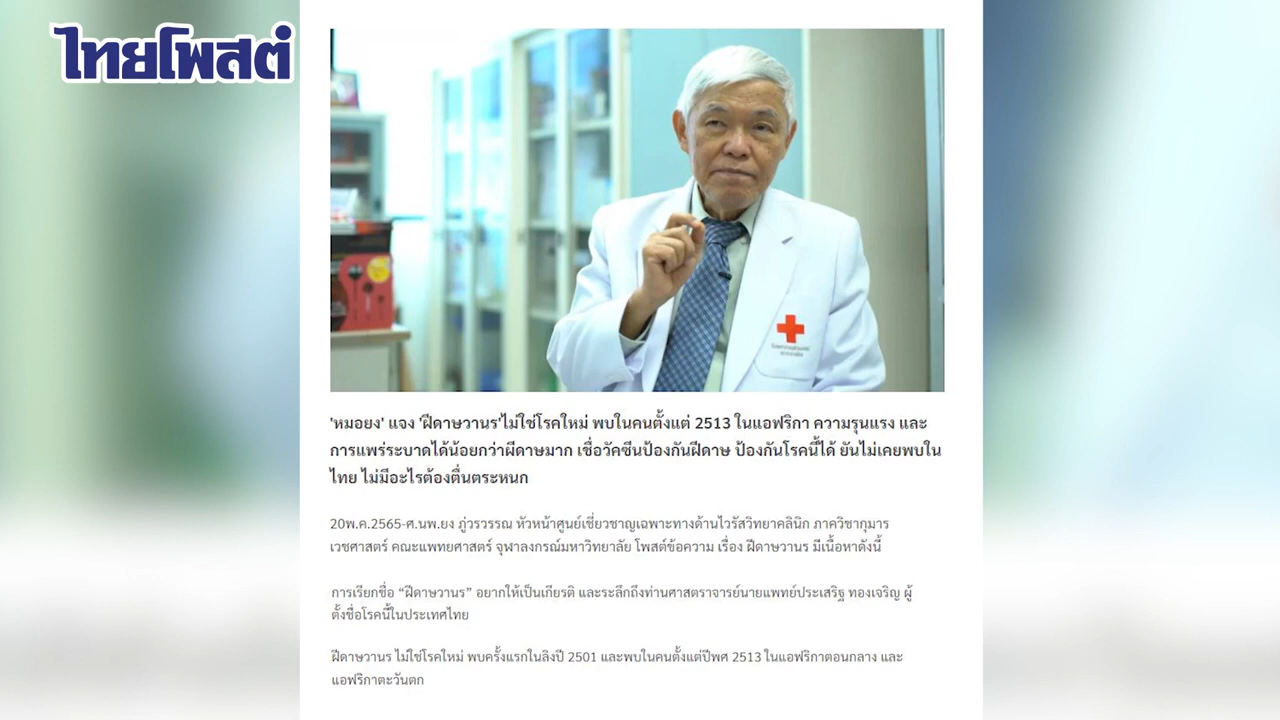 ไทยโพสต์
'หมอยง' แจง 'ฝีดาษวานร'ไม่ใช่โรคใหม่ พบในคนตั้งแต่ 2513 ในแอฟริกา ความรุนแรง และ
การแพร่ระบาดได้น้อยกว่าฝีดาษมาก เชื่อวัคซีนป้องกันฝีดาษ ป้องกันโรคนี้ได้ ยันไม่เคยพบใน
ไทย ไม่มีอะไรต้องตื่นตระหนก
20พ.ค.2565-ศ.นพ.ยง ภู่วรวรรณ หัวหน้าศูนย์เชี่ยวชาญเฉพาะทางด้านไวรัสวิทยาคลินิก ภาควิชากุมาร
เวชศาสตร์ คณะแพทยศาสตร์ จุฬาลงกรณ์มหาวิทยาลัย โพสต์ข้อความ เรื่อง ฝีดาษวานร มีเนื้อหาดังนี้
การเรียกชื่อ “ฝีดาษวานร” อยากให้เป็นเกียรติ และระลึกถึงท่านศาสตราจารย์นายแพทย์ประเสริฐ ทองเจริญ ผู้
ตั้งชื่อโรคนี้ในประเทศไทย
ฝีดาษวานร ไม่ใช่โรคใหม่ พบครั้งแรกในลิงปี 2501 และพบในคนตั้งแต่ปีพศ 2513 ในแอฟริกาตอนกลาง และ
แอฟริกาตะวันตก